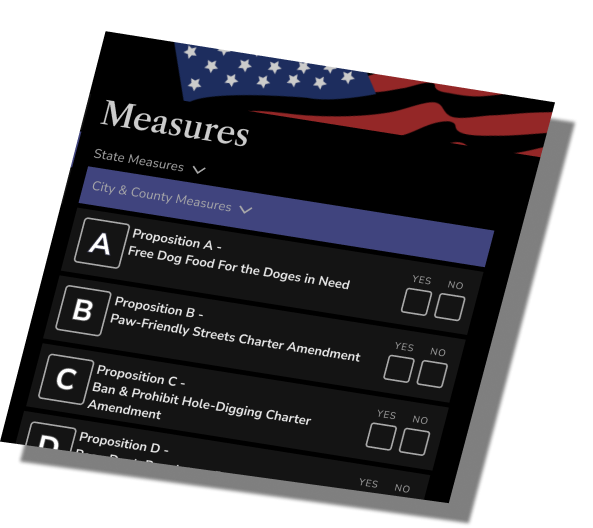 Measures
State Measures
City & County Measures
A
Proposition A -
Free Dog Food For the Doges in Need
YES NO
B
Proposition B -
Paw-Friendly Streets Charter Amendment
YES NO
C
Proposition C -
Ban & Prohibit Hole-Digging Charter
Amendment
YES NO
D
Proposition D -
YES NO